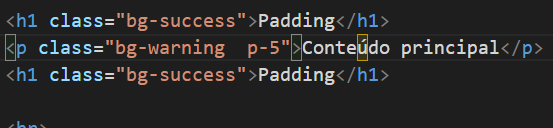 <h1 class="bg-success">Padding</h1>
<p class="bg-warning  p-5">Conteúdo principal</p>
<h1 class="bg-success">Padding</h1>